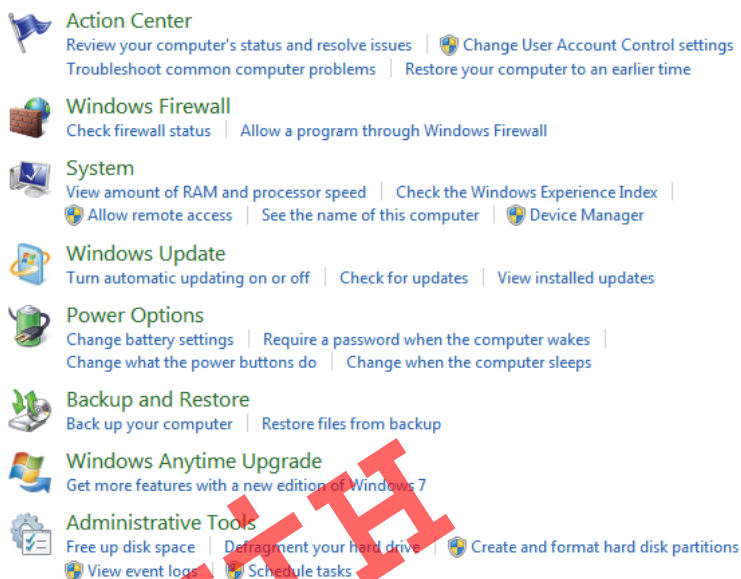 Action Center
Review your computer's status and resolve issues | Change User Account Control settings
Troubleshoot common computer problems | Restore your computer to an earlier time
Windows Firewall
Check firewall status | Allow a program through Windows Firewall
System
View amount of RAM and processor speed | Check the Windows Experience Index |
Allow remote access | See the name of this computer | Device Manager
Windows Update
Turn automatic updating on or off | Check for updates | View installed updates
Power Options
Change battery settings | Require a password when the computer wakes |
Change what the power buttons do | Change when the computer sleeps
Backup and Restore
Back up your computer | Restore files from backup
Windows Anytime Upgrade
Get more features with a new edition of Windows 7
Administrative Tools
Free up disk space | Defragment your hard drive | Create and format hard disk partitions
View event logs | Schedule tasks